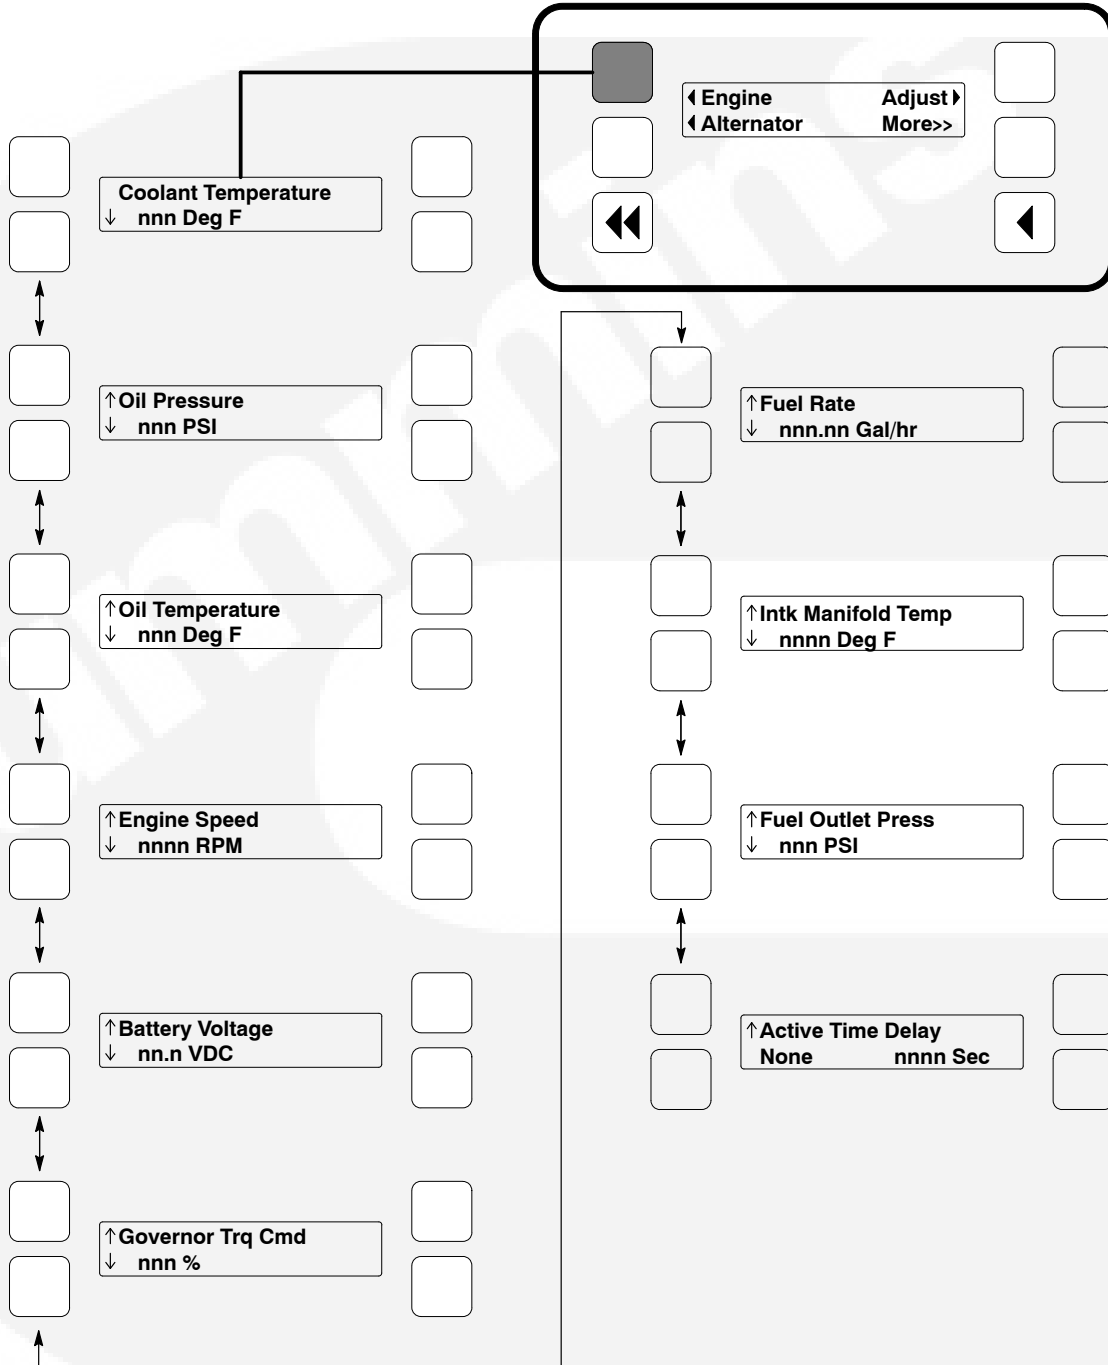 Engine Adjust
Alternator More>>
Coolant Temperature
↓ nnn Deg F
↑Oil Pressure
↓ nnn PSI
↑Oil Temperature
↓ nnn Deg F
↑Engine Speed
↓ nnnn RPM
↑Battery Voltage
↓ nn.n VDC
↑Governor Trq Cmd
↓ nnn %
↑Fuel Rate
↓ nnn.nn Gal/hr
↑Intk Manifold Temp
↓ nnnn Deg F
↑Fuel Outlet Press
↓ nnn PSI
↑Active Time Delay
None nnnn Sec
ummins